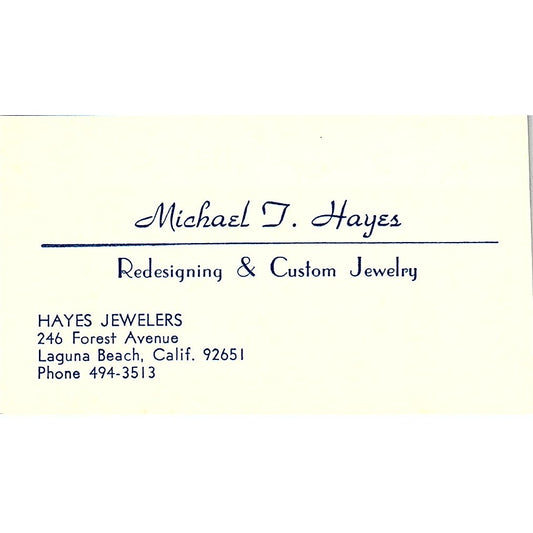 Michael T. Hayes
Redesigning & Custom Jewelry
HAYES JEWELERS
246 Forest Avenue
Laguna Beach, Calif. 92651
Phone 494-3513